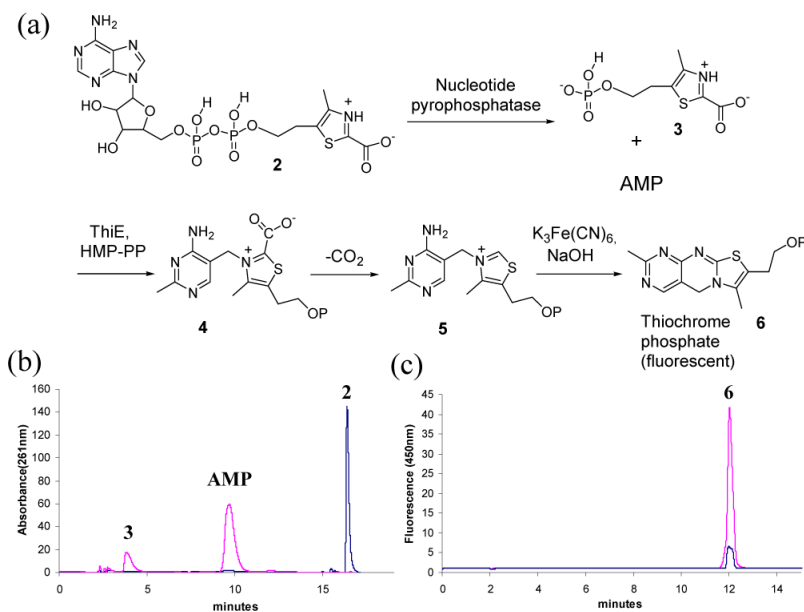 (a)
NH2
N
N
N
N
HO
HO
O
O
H
O
H
O
P
O
P
O
O
O
S
NH
+
O
O-
2
Nucleotide
pyrophosphatase
O
H
-O
P
O
O
S
NH
+
O-
O
3
+
AMP
ThiE,
HMP-PP
NH2
N
N
O
C
O-
+
N
S
OP
4
-CO2
NH2
N
N
+
N
S
OP
5
K3Fe(CN)6,
NaOH
N
N
N
N
S
OP
Thiochrome
phosphate
(fluorescent)
6
(b)
Absorbance(261nm)
160
140
120
100
80
60
40
20
0
0
5
10
15
minutes
3
AMP
2
(c)
Fluorescence (450nm)
45
40
35
30
25
20
15
10
5
0
0
2
4
6
8
10
12
14
minutes
6